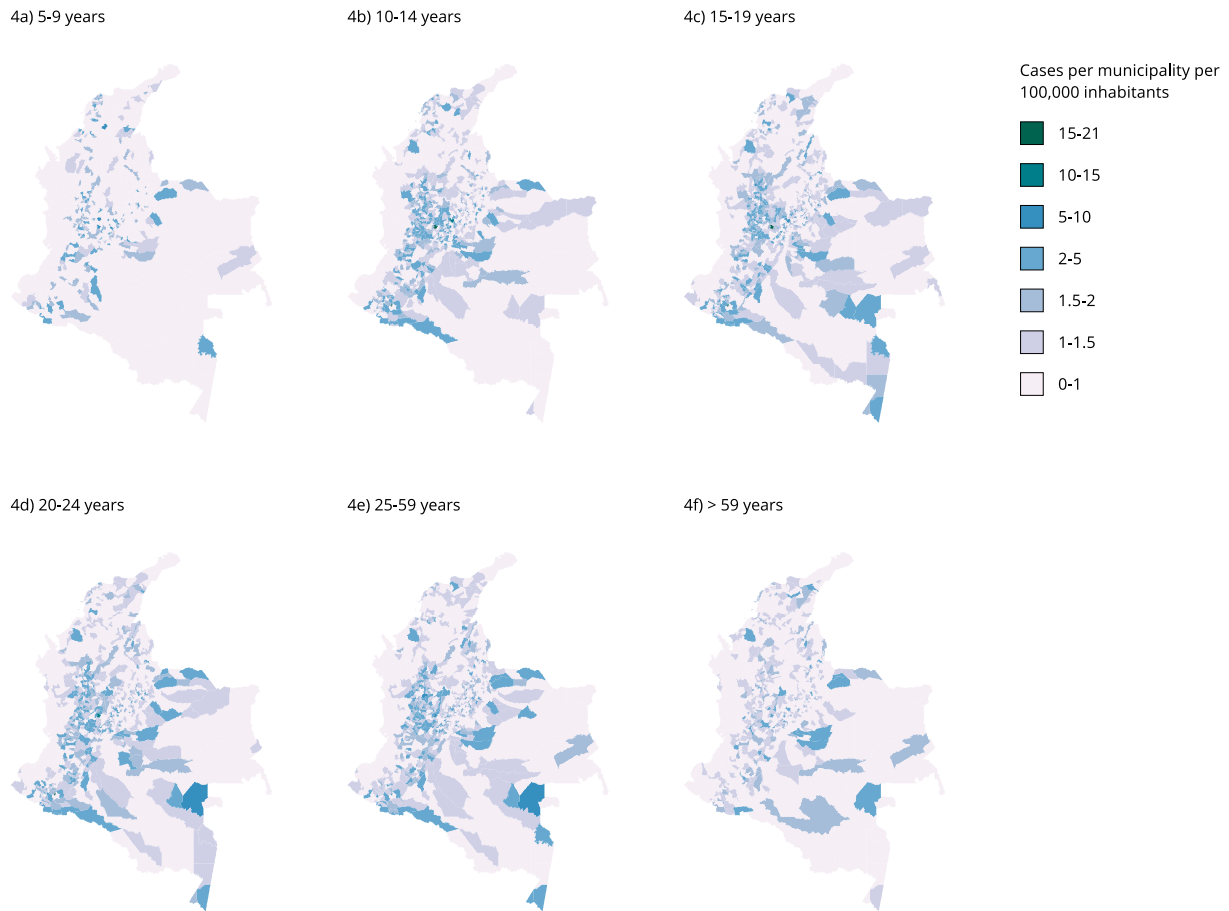 4a) 5-9 years
4b) 10-14 years
4c) 15-19 years
Cases per municipality per
100,000 inhabitants
15-21
10-15
5-10
2-5
1.5-2
1-1.5
0-1
4d) 20-24 years
4e) 25-59 years
4f) > 59 years